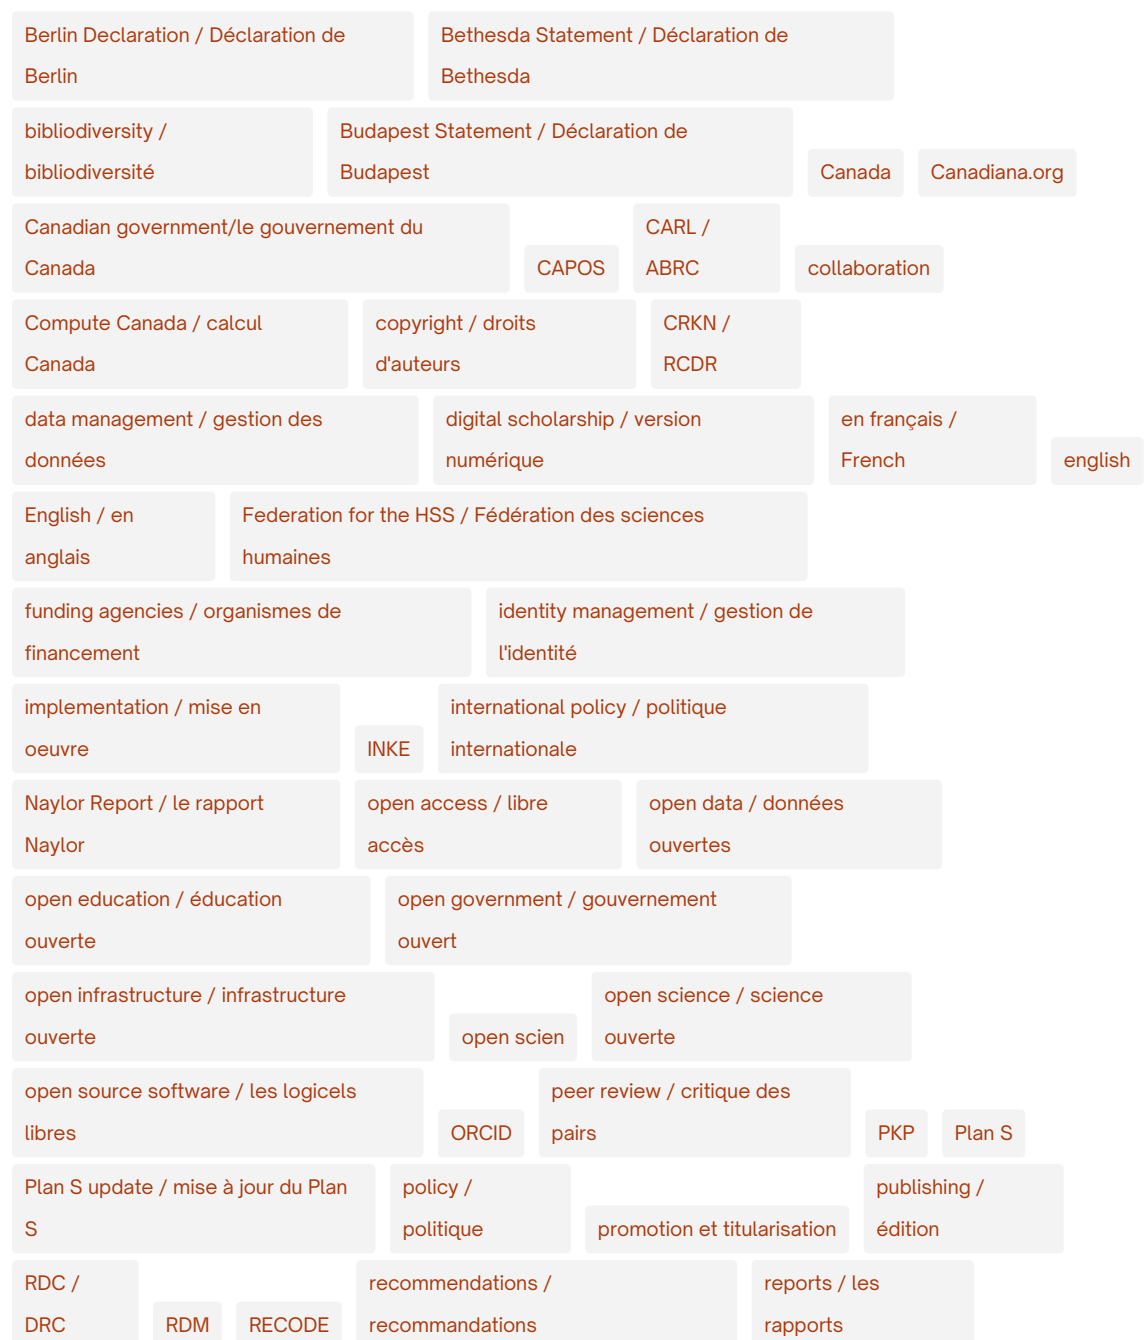 Berlin Declaration / Déclaration de
Berlin
Bethesda Statement / Déclaration de
Bethesda
bibliodiversity /
bibliodiversité
Budapest Statement / Déclaration de
Budapest
Canada
Canadiana.org
Canadian government/le gouvernement du
Canada
CAPOS
CARL /
ABRC
collaboration
Compute Canada / calcul
Canada
copyright / droits
d'auteurs
CRKN /
RCDR
data management / gestion des
données
digital scholarship / version
numérique
en français /
French
english
English / en
anglais
Federation for the HSS / Fédération des sciences
humaines
funding agencies / organismes de
financement
identity management / gestion de
l'identité
implementation / mise en
oeuvre
INKE
international policy / politique
internationale
Naylor Report / le rapport
Naylor
open access / libre
accès
open data / données
ouvertes
open education / éducation
ouverte
open government / gouvernement
ouvert
open infrastructure / infrastructure
ouverte
open scien
open science / science
ouverte
open source software / les logicels
libres
ORCID
peer review / critique des
pairs
PKP
Plan S
Plan S update / mise à jour du Plan
S
policy /
politique
promotion et titularisation
publishing /
édition
RDC /
DRC
RDM
RECODE
recommendations /
recommandations
reports / les
rapports